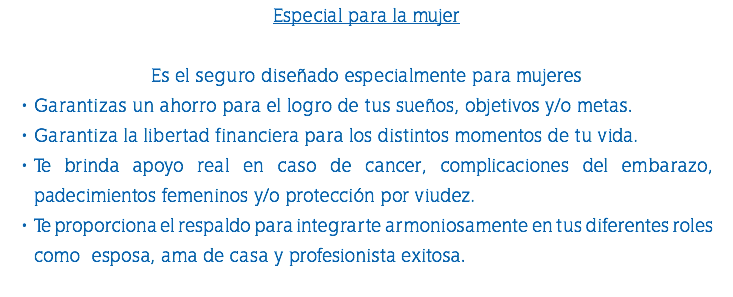 Especial para la mujer
Es el seguro diseñado especialmente para mujeres
• Garantizas un ahorro para el logro de tus sueños, objetivos y/o metas.
• Garantiza la libertad financiera para los distintos momentos de tu vida.
• Te brinda apoyo real en caso de cancer, complicaciones del embarazo,
padecimientos femeninos y/o protección por viudez.
• Te proporciona el respaldo para integrarte armoniosamente en tus diferentes roles
como esposa, ama de casa y profesionista exitosa.